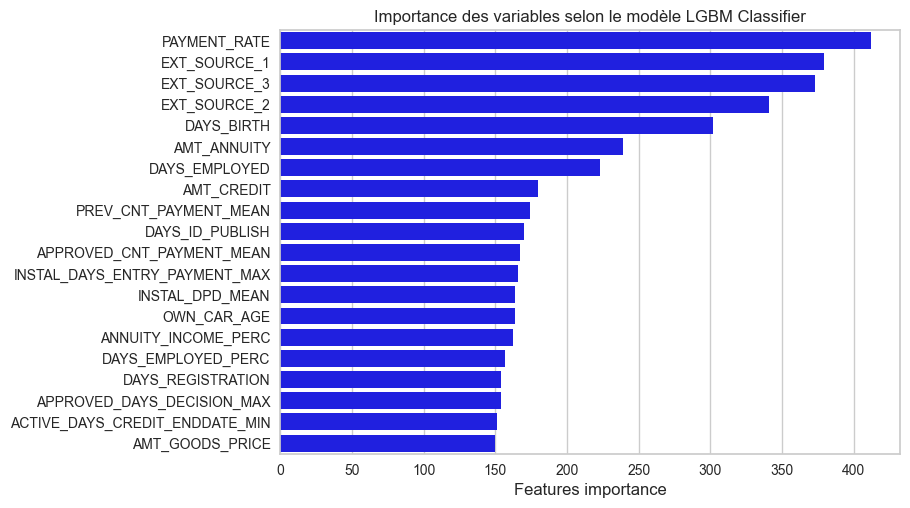 Importance des variables selon le modèle LGBM Classifier
PAYMENT_RATE
EXT_SOURCE_1
EXT_SOURCE_3
EXT_SOURCE_2
DAYS_BIRTH
AMT_ANNUITY
DAYS_EMPLOYED
AMT_CREDIT
PREV_CNT_PAYMENT_MEAN
DAYS_ID_PUBLISH
APPROVED_CNT_PAYMENT_MEAN
INSTAL_DAYS_ENTRY_PAYMENT_MAX
INSTAL_DPD_MEAN
OWN_CAR_AGE
ANNUITY_INCOME_PERC
DAYS_EMPLOYED_PERC
DAYS_REGISTRATION
APPROVED_DAYS_DECISION_MAX
ACTIVE_DAYS_CREDIT_ENDDATE_MIN
AMT_GOODS_PRICE
0 50 100 150 200 250 300 350 400
Features importance